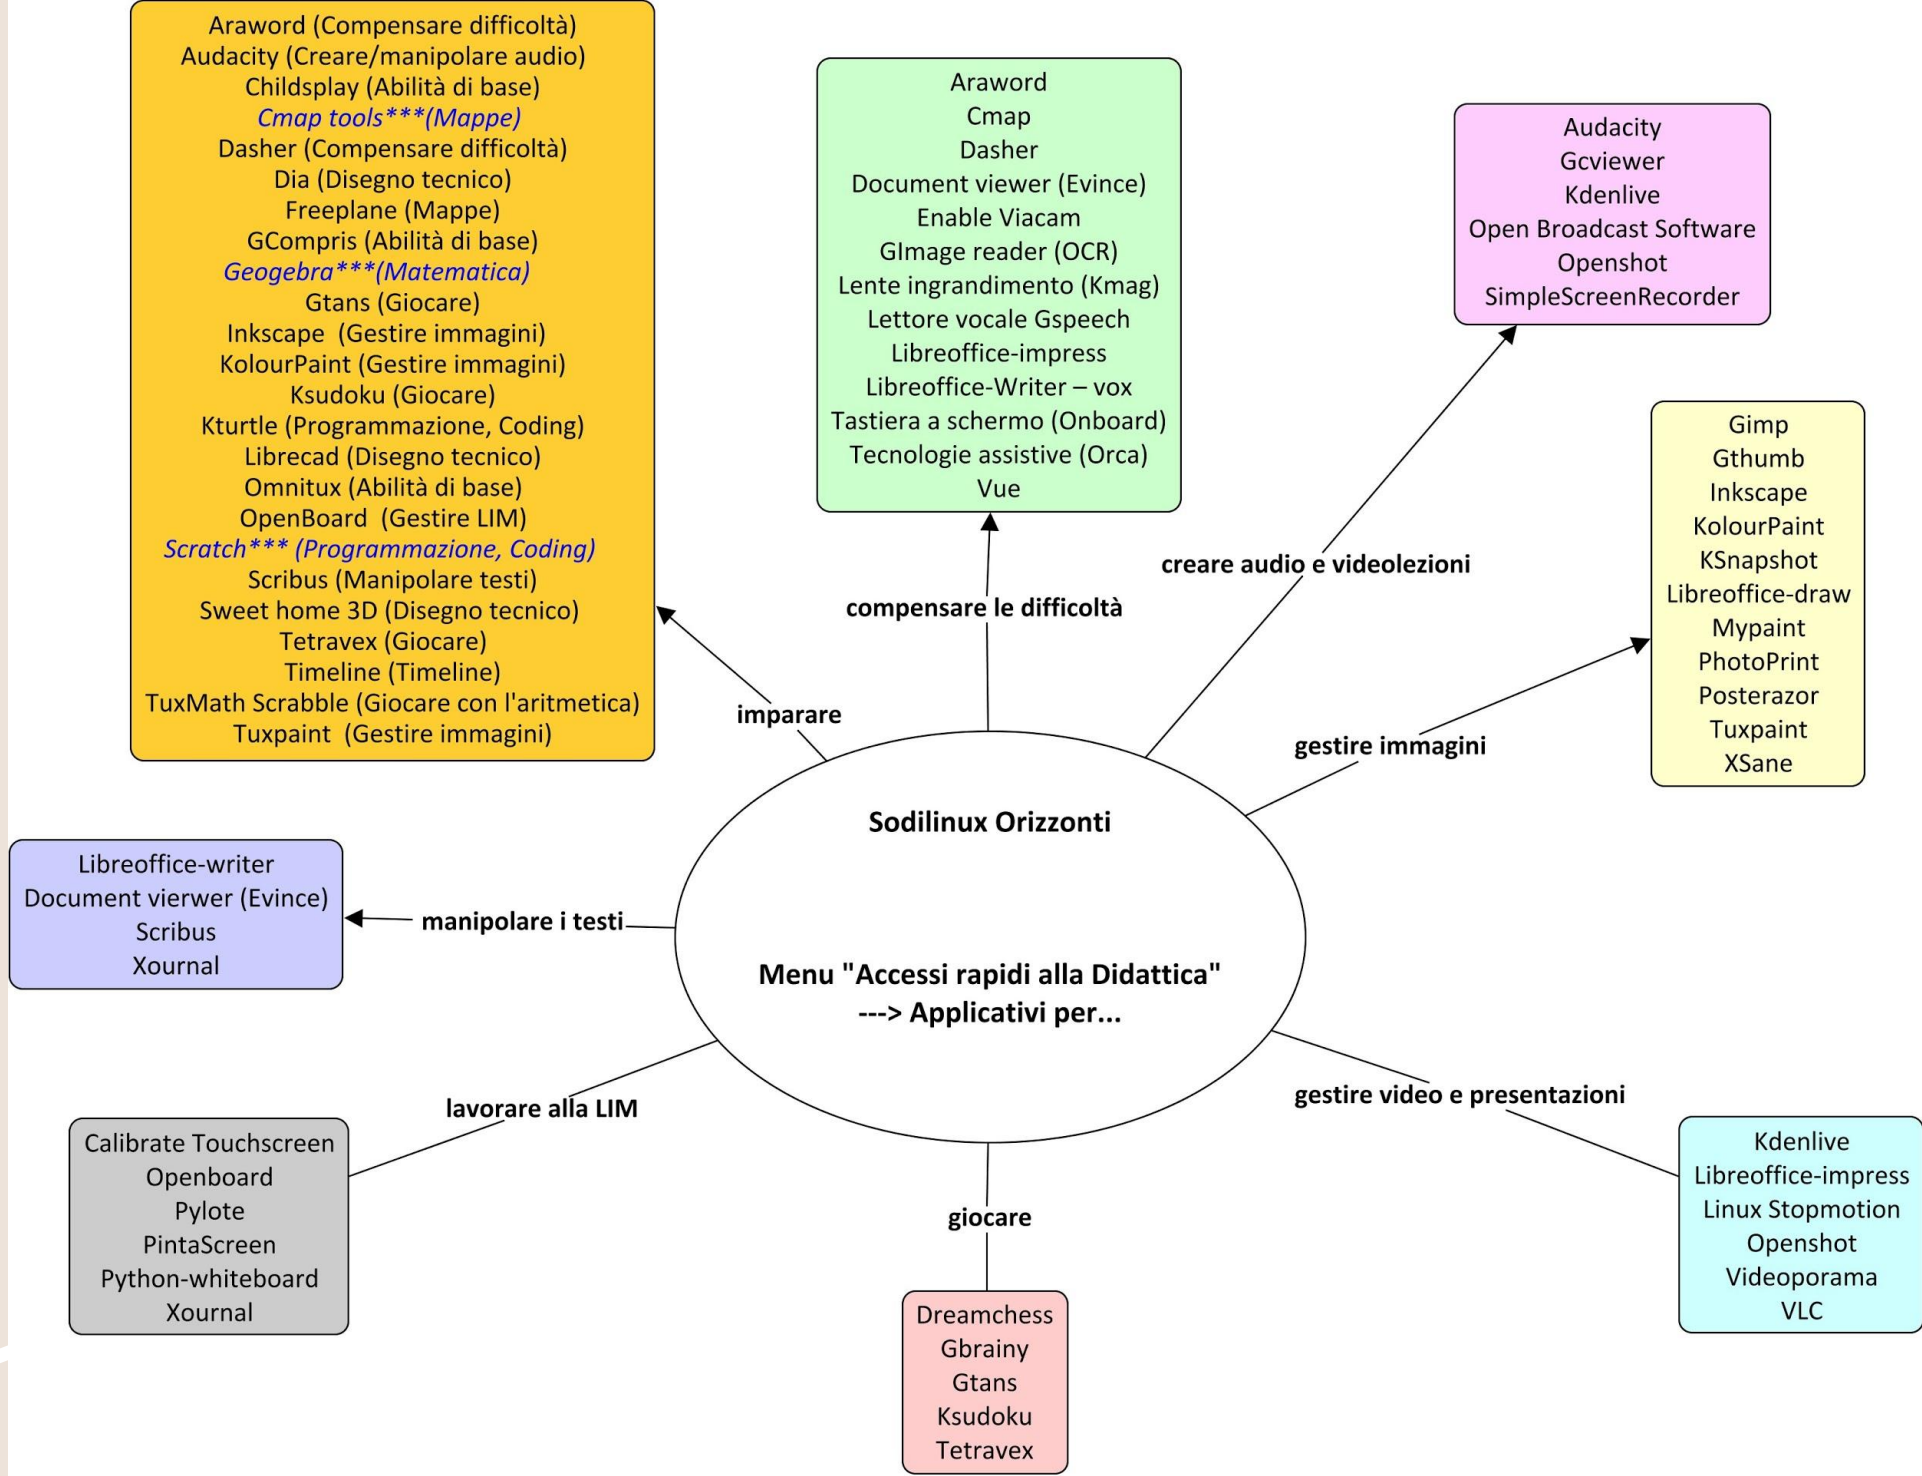 Araword (Compensare difficoltà)
Audacity (Creare/manipolare audio)
Childsplay (Abilità di base)
Cmap tools***(Mappe)
Dasher (Compensare difficoltà)
Dia (Disegno tecnico)
Freeplane (Mappe)
GCompris (Abilità di base)
Geogebra***(Matematica)
Gtans (Giocare)
Inkscape  (Gestire immagini)
KolourPaint (Gestire immagini)
Ksudoku (Giocare)
Kturtle (Programmazione, Coding)
Librecad (Disegno tecnico)
Omnitux (Abilità di base)
OpenBoard  (Gestire LIM)
Scratch*** (Programmazione, Coding)
Scribus (Manipolare testi)
Sweet home 3D (Disegno tecnico)
Tetravex (Giocare)
Timeline (Timeline)
TuxMath Scrabble (Giocare con l'aritmetica)
Tuxpaint  (Gestire immagini)
Araword
Cmap
Dasher
Document viewer (Evince)
Enable Viacam
GImage reader (OCR)
Lente ingrandimento (Kmag)
Lettore vocale Gspeech
Libreoffice-impress
Libreoffice-Writer – vox
Tastiera a schermo (Onboard)
Tecnologie assistive (Orca)
Vue
Audacity
Gcviewer
Kdenlive
Open Broadcast Software
Openshot
SimpleScreenRecorder
Gimp
Gthumb
Inkscape
KolourPaint
KSnapshot
Libreoffice-draw
Mypaint
PhotoPrint
Posterazor
Tuxpaint
XSane
creare audio e videolezioni
compensare le difficoltà
imparare
gestire immagini
Sodilinux Orizzonti
Menu "Accessi rapidi alla Didattica"
---> Applicativi per...
manipolare i testi
Libreoffice-writer
Document vierwer (Evince)
Scribus
Xournal
lavorare alla LIM
Calibrate Touchscreen
Openboard
Pylote
PintaScreen
Python-whiteboard
Xournal
giocare
Dreamchess
Gbrainy
Gtans
Ksudoku
Tetravex
gestire video e presentazioni
Kdenlive
Libreoffice-impress
Linux Stopmotion
Openshot
Videoporama
VLC